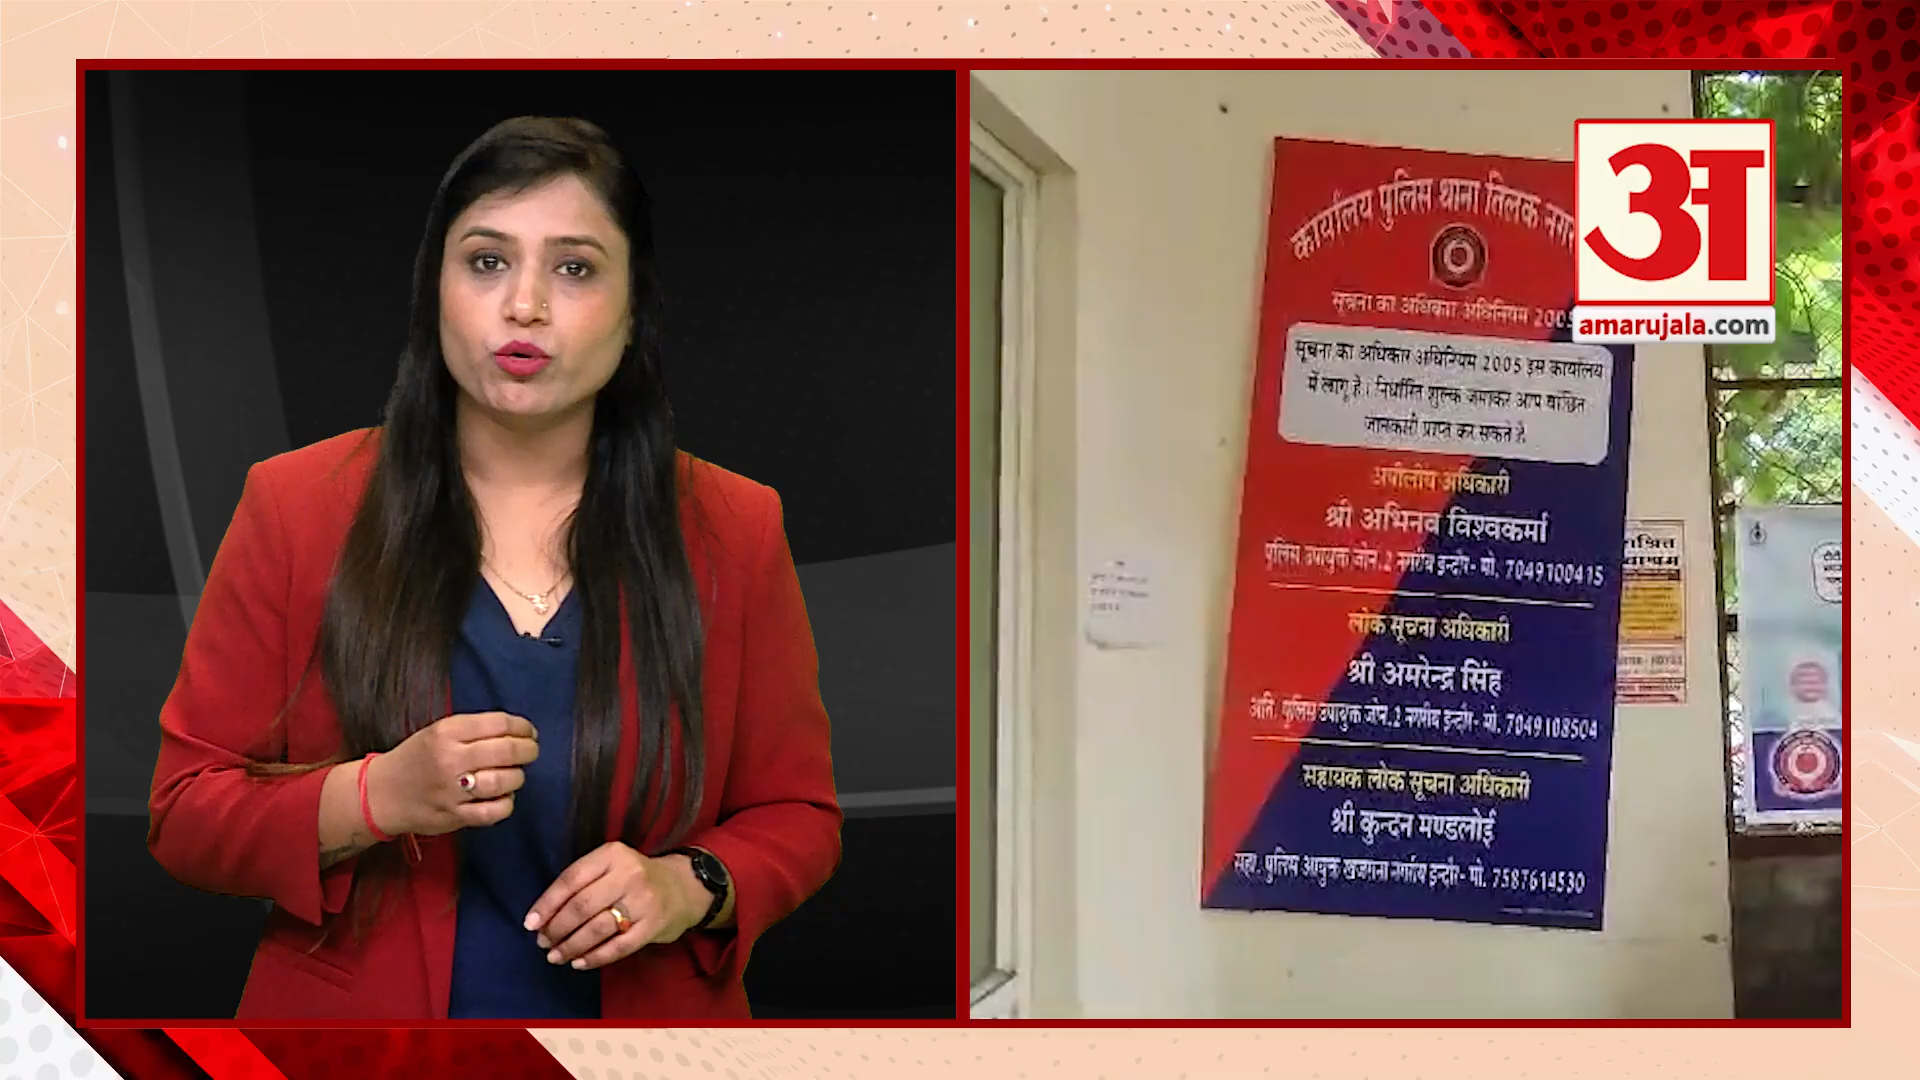 कार्यालय पुलिस थाना तिलक नगर
सूचना का अधिकार अधिनियम 2005
सूचना का अधिकार अधिनियम 2005 इस कार्यालय
में लागू है। निर्धारित शुल्क जमाकर आप वांछित
जानकारी प्राप्त कर सकते है
अपीलीय अधिकारी
श्री अभिनव विश्वकर्मा
पुलिस उपायुक्त जोन.2 नगरीय इन्दौर- मो. 7049100415
लोक सूचना अधिकारी
श्री अमरेन्द्र सिंह
अति. पुलिस उपायुक्त जोन.2 नगरीय इन्दौर- मो. 7049108504
सहायक लोक सूचना अधिकारी
श्री कुन्दन मण्डलोई
सहा. पुलिस आयुक्त खजराना नगरीय इन्दौर- मो. 7587614530
अ
amarujala.com